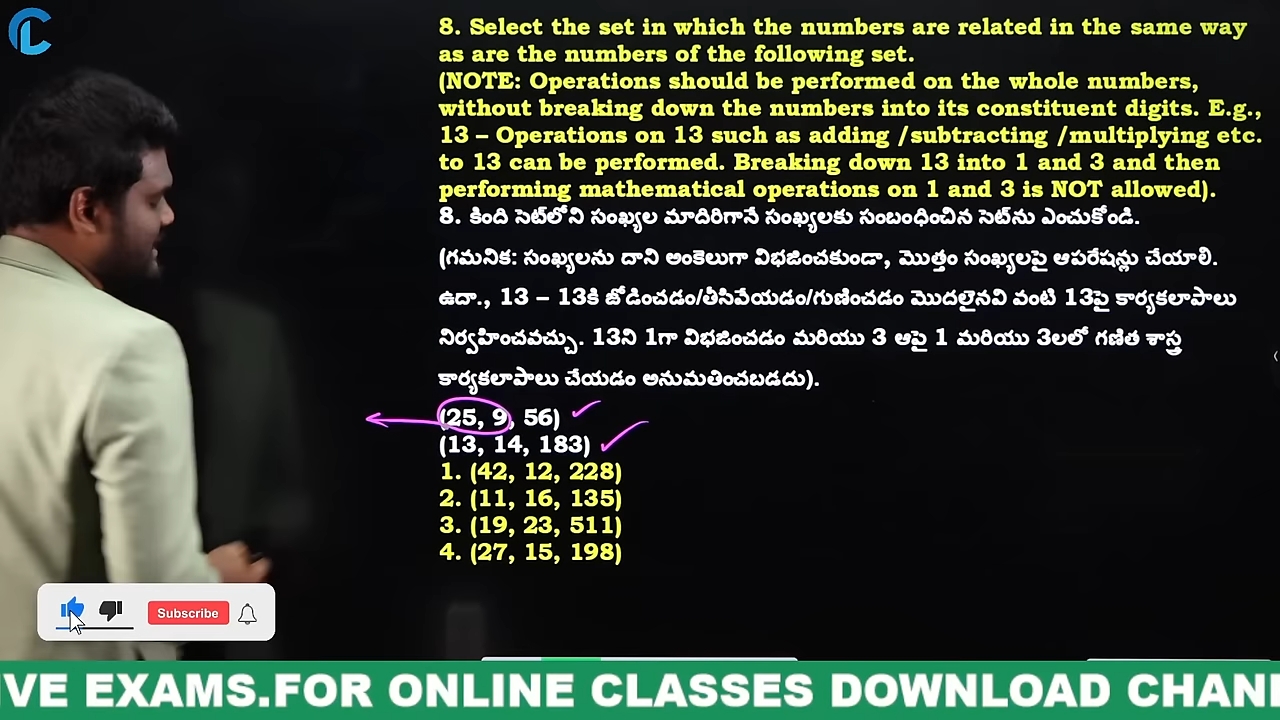 8. Select the set in which the numbers are related in the same way
as are the numbers of the following set.
(NOTE: Operations should be performed on the whole numbers,
without breaking down the numbers into its constituent digits. E.g.,
13 – Operations on 13 such as adding /subtracting /multiplying etc.
to 13 can be performed. Breaking down 13 into 1 and 3 and then
performing mathematical operations on 1 and 3 is NOT allowed).
8. కింది సెట్‌లోని సంఖ్యల మాదిరిగానే సంఖ్యలకు సంబంధించిన సెట్‌ను ఎంచుకోండి.
(గమనిక: సంఖ్యలను దాని అంకెలుగా విభజించకుండా, మొత్తం సంఖ్యలపై ఆపరేషన్లు చేయాలి.
ఉదా., 13 – 13కి జోడించడం/తీసివేయడం/గుణించడం మొదలైనవి వంటి 13పై కార్యకలాపాలు
నిర్వహించవచ్చు. 13ని 1గా విభజించడం మరియు 3 ఆపై 1 మరియు 3లలో గణిత శాస్త్ర
కార్యకలాపాలు చేయడం అనుమతించబడదు).
(25, 9, 56)
(13, 14, 183)
1. (42, 12, 228)
2. (11, 16, 135)
3. (19, 23, 511)
4. (27, 15, 198)
Subscribe
IVE EXAMS.FOR ONLINE CLASSES DOWNLOAD CHAN